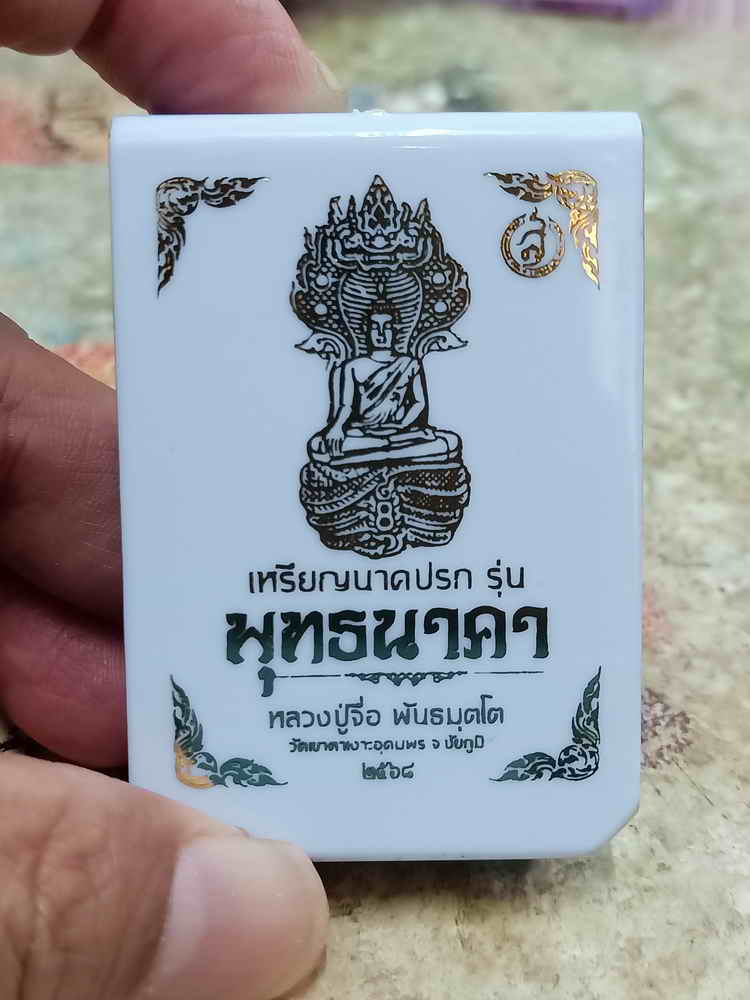 เหรียญนาคปรก รุ่น
พุทธนาคา
หลวงปู่จื่อ พันธมุตโต
วัดเขาตาเงาะอุดมพร จ ชัยภูมิ
๒๕๖๘